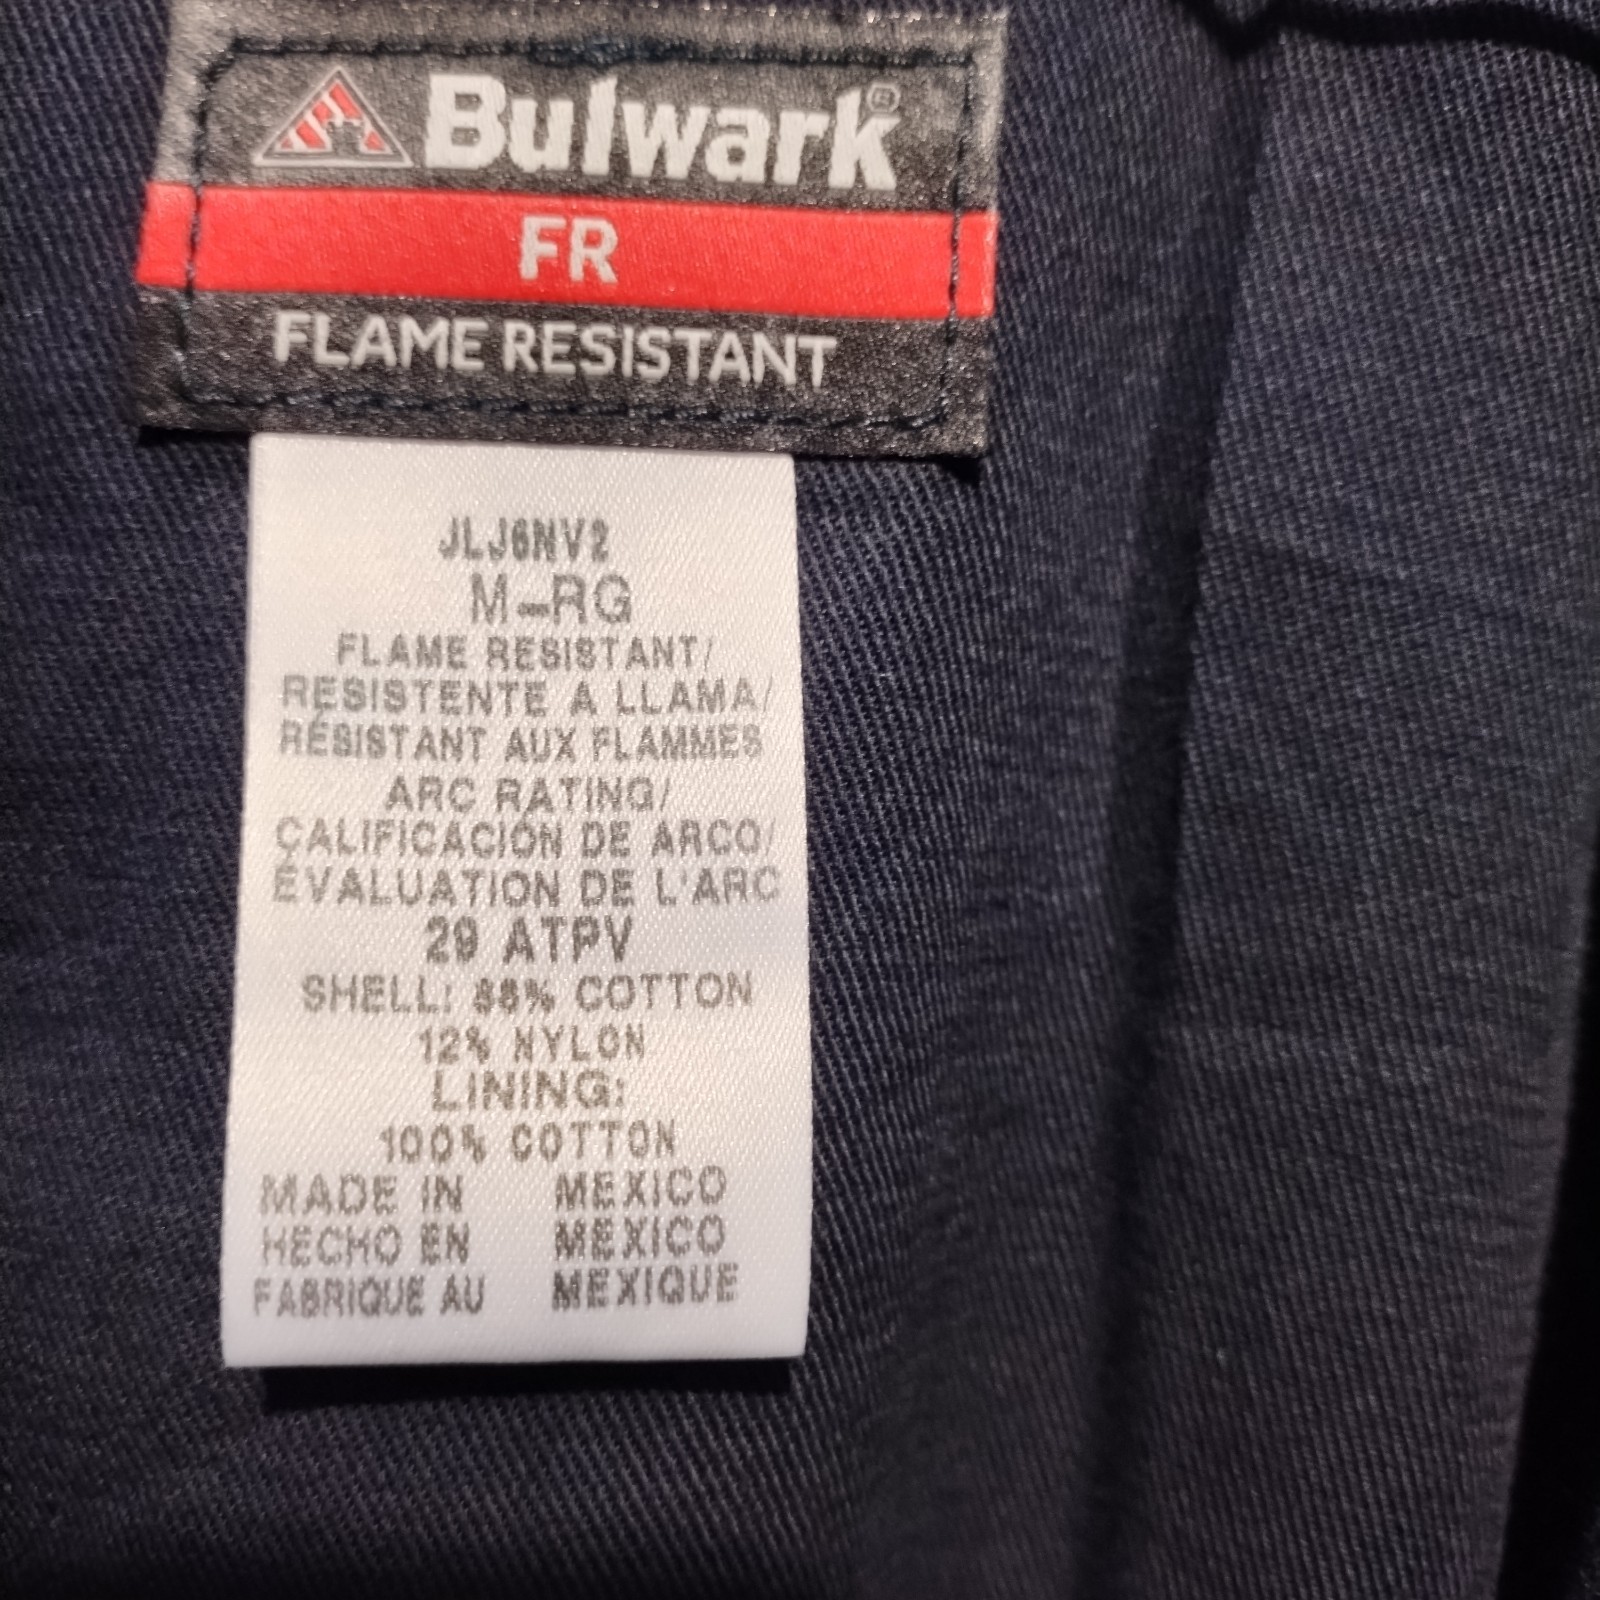 Bulwark®
FR
FLAME RESISTANT
JLJ6NV2
M-RG
FLAME RESISTANT/
RESISTENTE A LLAMA/
RÉSISTANT AUX FLAMMES
ARC RATING/
CALIFICACIÓN DE ARCO/
ÉVALUATION DE L'ARC
29 ATPV
SHELL: 88% COTTON
12% NYLON
LINING:
100% COTTON
MADE IN MEXICO
HECHO EN MEXICO
FABRIQUE AU MEXIQUE